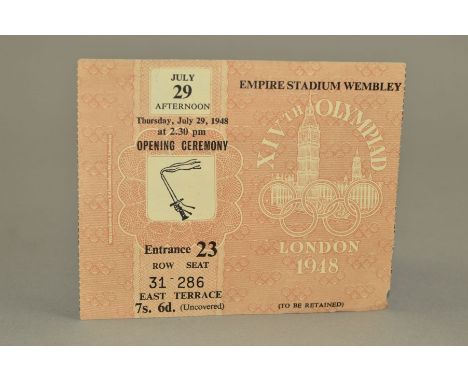 JULY
29
AFTERNOON
Thursday, July 29, 1948
at 2.30 pm
OPENING CEREMONY
Entrance 23
ROW SEAT
31 286
EAST TERRACE
7s. 6d. (Uncovered)
EMPIRE STADIUM WEMBLEY
XIVTH OLYMPIAD
LONDON
1948
(TO BE RETAINED)